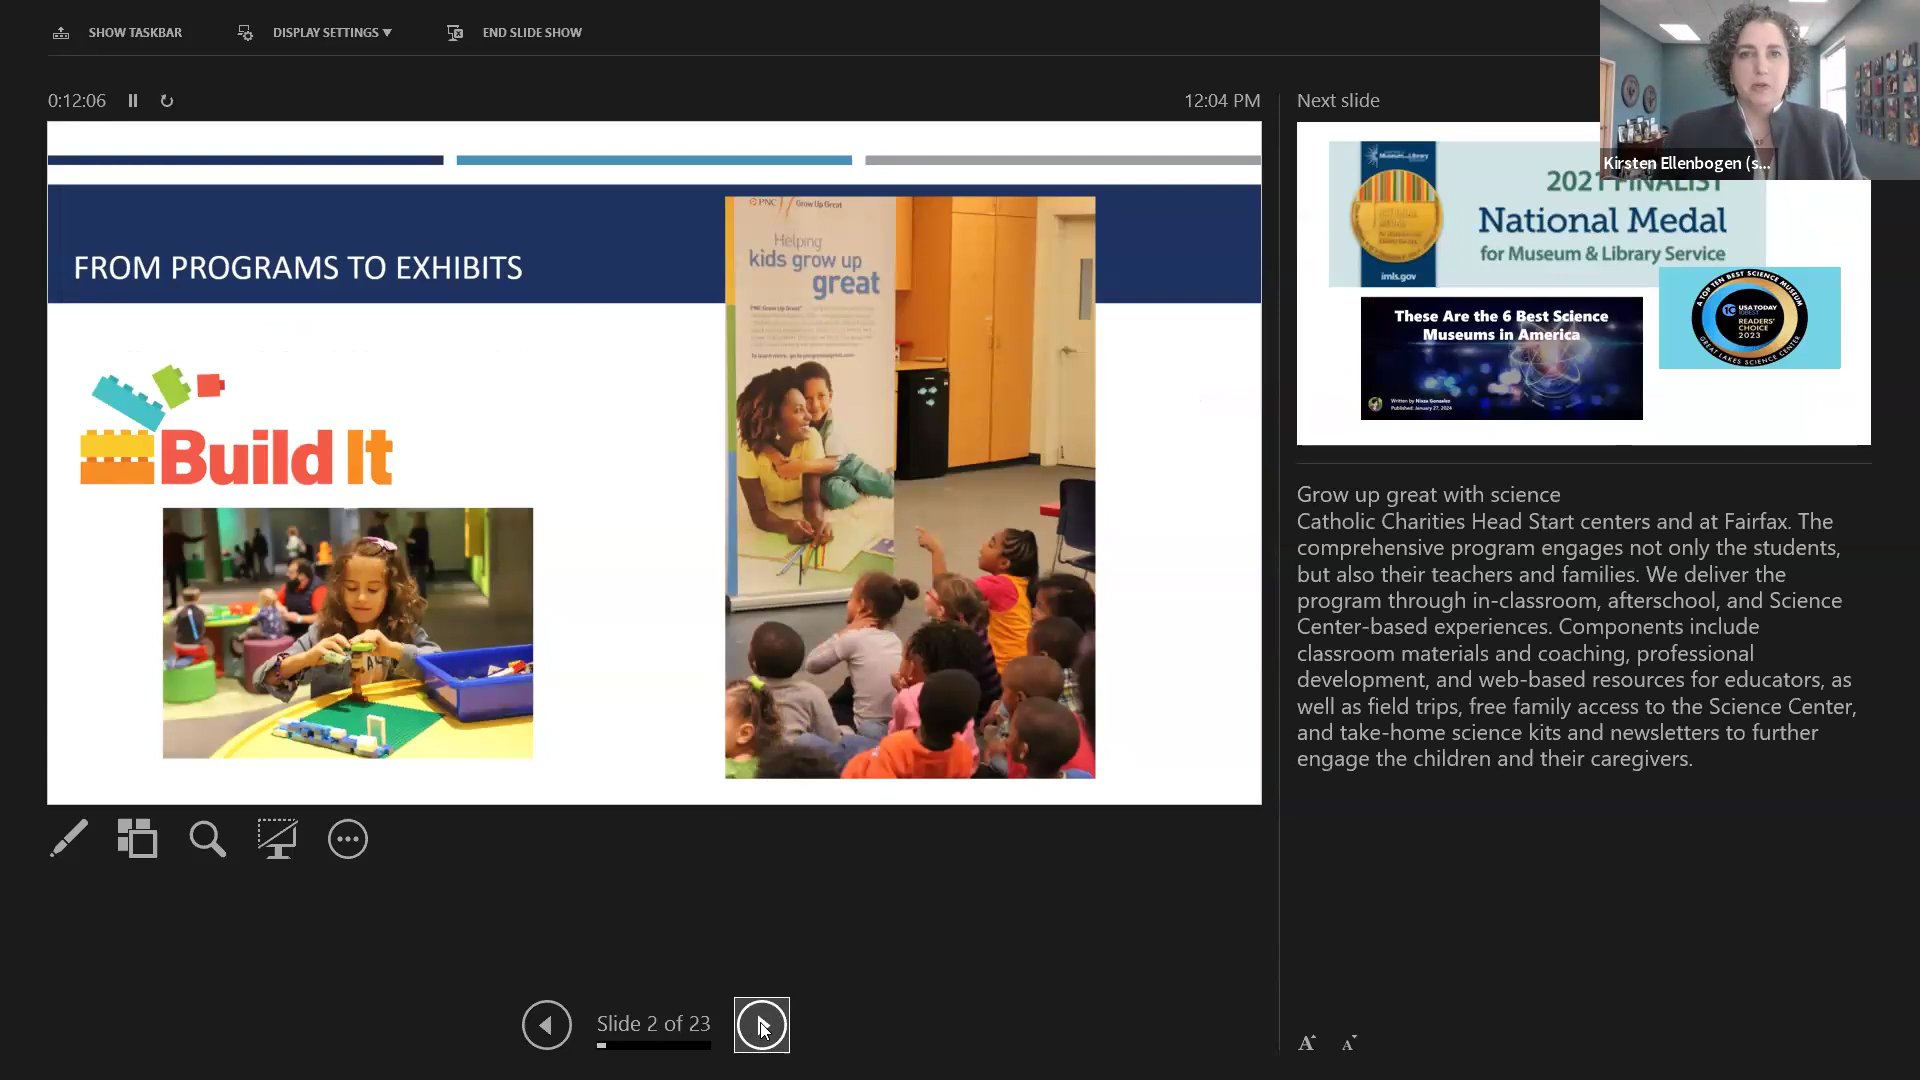 SHOW TASKBAR
DISPLAY SETTINGS ▼
END SLIDE SHOW
0:12:06
12:04 PM
Next slide
Kirsten Ellenbogen (s...
FROM PROGRAMS TO EXHIBITS
Build It
PNC
Grow Up Great
Helping
kids grow up
great
2021 FINALIST
National Medal
for Museum & Library Service
Museum and Library
imls.gov
These Are the 6 Best Science
Museums in America
Written by Nixza Gonzalez
Published: January 27, 2024
A TOP TEN BEST SCIENCE MUSEUM
10
USA TODAY
10BEST
READERS'
CHOICE
2023
GREAT LAKES SCIENCE CENTER
Grow up great with science
Catholic Charities Head Start centers and at Fairfax. The
comprehensive program engages not only the students,
but also their teachers and families. We deliver the
program through in-classroom, afterschool, and Science
Center-based experiences. Components include
classroom materials and coaching, professional
development, and web-based resources for educators, as
well as field trips, free family access to the Science Center,
and take-home science kits and newsletters to further
engage the children and their caregivers.
Slide 2 of 23
A A